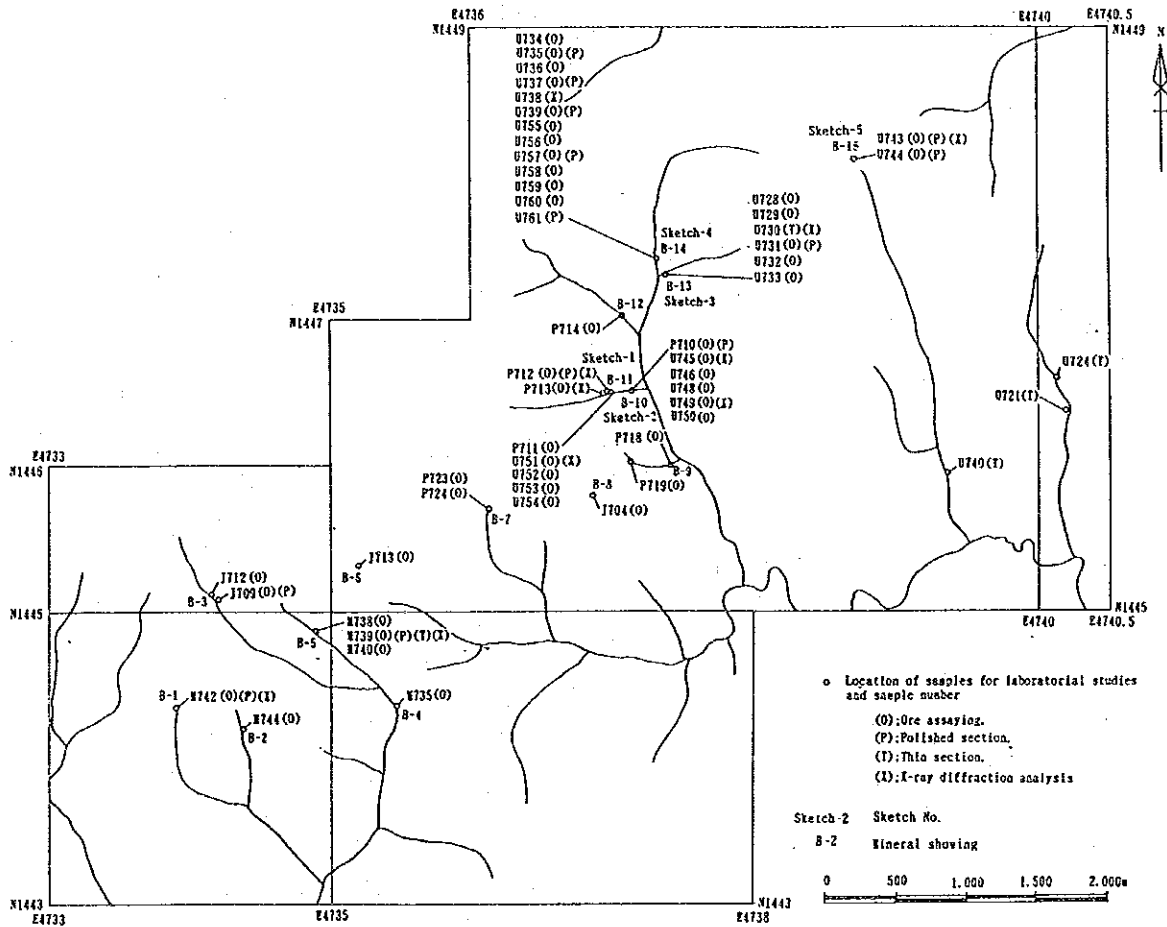 E4736
E4740
E4740.5
N1449
N1449
N
U734(O)
U735(O)(P)
U736(O)
U737(O)(P)
U738(X)
U739(O)(P)
U755(O)
U756(O)
U757(O)(P)
U758(O)
U759(O)
U760(O)
U761(P)
Sketch-5
B-15
U743(O)(P)(X)
U744(O)(P)
Sketch-4
B-14
U728(O)
U729(O)
U730(T)(X)
U731(O)(P)
U732(O)
U733(O)
B-13
Sketch-3
E4735
N1447
B-12
P714(O)
Sketch-1
P712(O)(P)(X)
P713(O)(X)
B-11
B-10
Sketch-2
P710(O)(P)
U745(O)(X)
U746(O)
U748(O)
U749(O)(X)
U750(O)
U724(T)
U721(T)
P711(O)
U751(O)(X)
U752(O)
U753(O)
U754(O)
P718(O)
B-9
P719(O)
U740(T)
E4733
N1446
P723(O)
P724(O)
B-7
B-8
J704(O)
J713(O)
B-5
J712(O)
J709(O)(P)
B-3
N1445
N1445
E4740
E4740.5
M738(O)
M739(O)(P)(T)(X)
M740(O)
B-5
B-1
M742(O)(P)(X)
M744(O)
B-2
M735(O)
B-4
Location of samples for laboratorial studies
and sample number
(O):Ore assaying.
(P):Polished section.
(T):Thin section.
(X):X-ray diffraction analysis
Sketch-2 Sketch No.
B-2 Mineral showing
0 500 1.000 1.500 2.000m
N1443
E4733
E4735
E4738
N1443